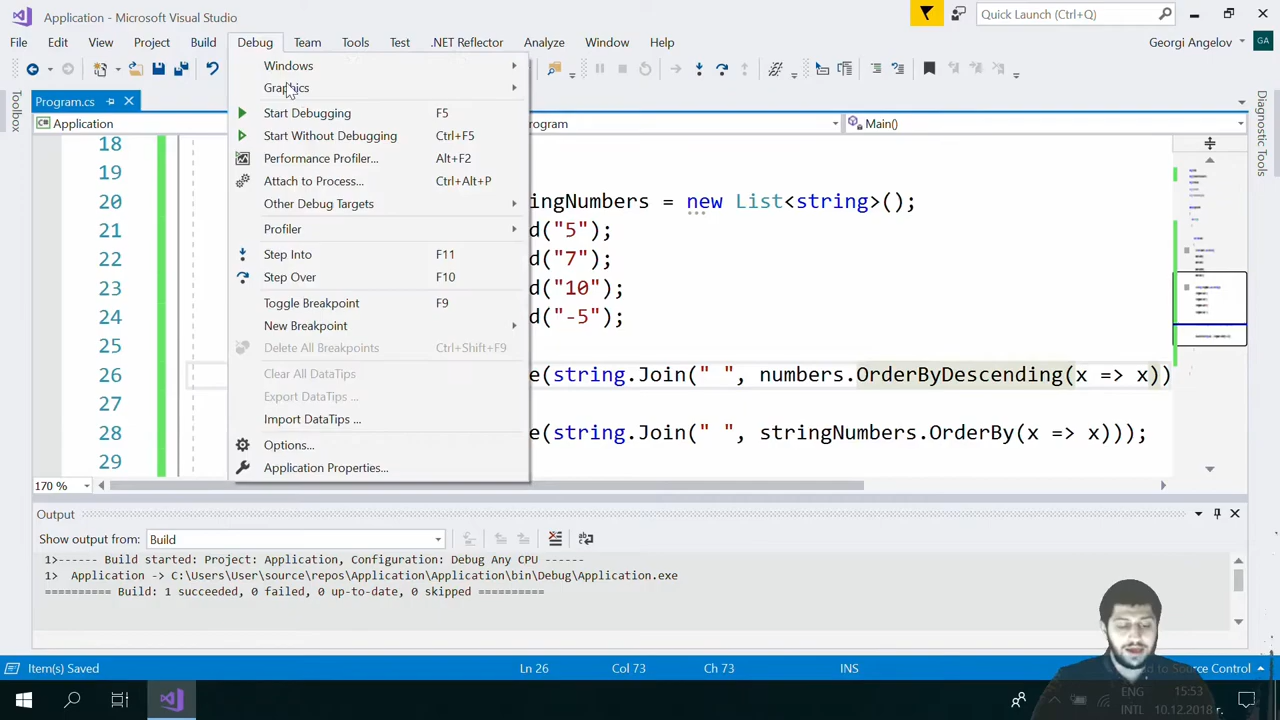 Application - Microsoft Visual Studio
Quick Launch (Ctrl+Q)
File Edit View Project Build Debug Team Tools Test .NET Reflector Analyze Window Help Georgi Angelov GA
Windows
Graphics
Program.cs
Start Debugging F5
Application
rogram
Main()
Start Without Debugging Ctrl+F5
Performance Profiler... Alt+F2
Attach to Process... Ctrl+Alt+P
Other Debug Targets
Profiler
Step Into F11
Step Over F10
Toggle Breakpoint F9
New Breakpoint
Delete All Breakpoints Ctrl+Shift+F9
Clear All DataTips
Export DataTips ...
Import DataTips ...
Options...
Application Properties...
Toolbox
Diagnostic Tools
18
19
20 ingNumbers = new List<string>();
21 d("5");
22 d("7");
23 d("10");
24 d("-5");
25
26 e(string.Join(" ", numbers.OrderByDescending(x => x))
27
28 e(string.Join(" ", stringNumbers.OrderBy(x => x)));
29
170 %
Output
Show output from: Build
1>------ Build started: Project: Application, Configuration: Debug Any CPU ------
1> Application -> C:\Users\User\source\repos\Application\Application\bin\Debug\Application.exe
========== Build: 1 succeeded, 0 failed, 0 up-to-date, 0 skipped ==========
Item(s) Saved Ln 26 Col 73 Ch 73 INS to Source Control
ENG 15:53
INTL 10.12.2018 г.